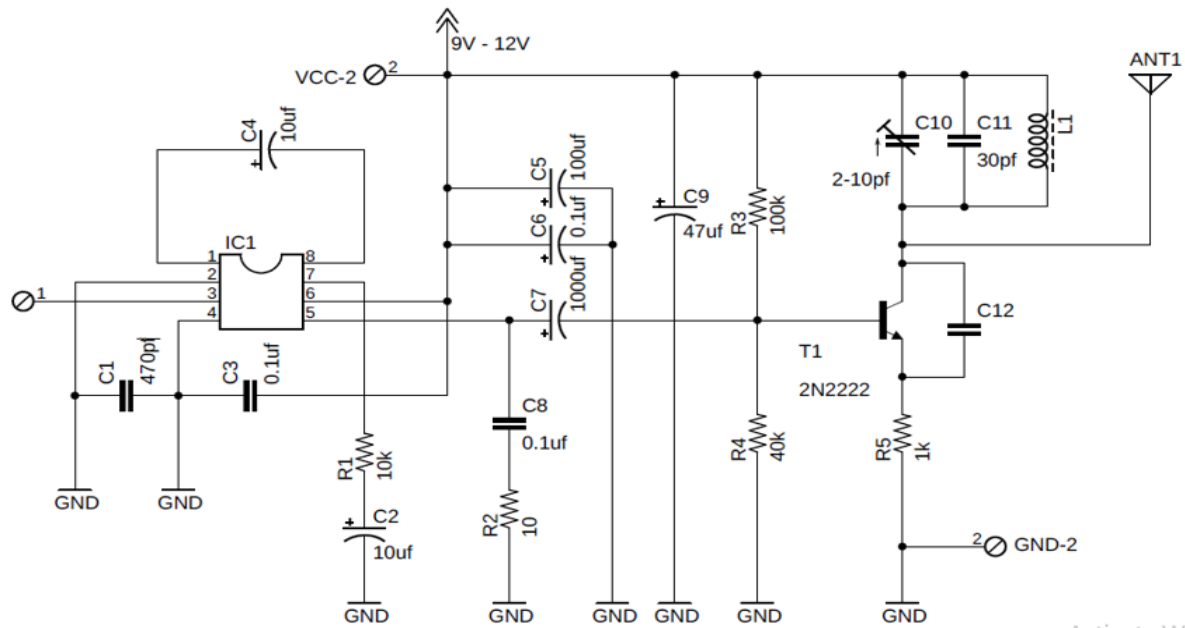 9V - 12V
VCC-2
2
ANT1
C4
10uf
C10
2-10pf
C11
30pf
L1
C5
100uf
C6
0.1uf
C7
1000uf
C9
47uf
R3
100k
IC1
1
2
3
4
8
7
6
5
1
T1
2N2222
C12
C1
470pf
C3
0.1uf
C8
0.1uf
R1
10k
R2
10
R4
40k
R5
1k
C2
10uf
2
GND-2
GND
GND
GND
GND
GND
GND
GND
GND